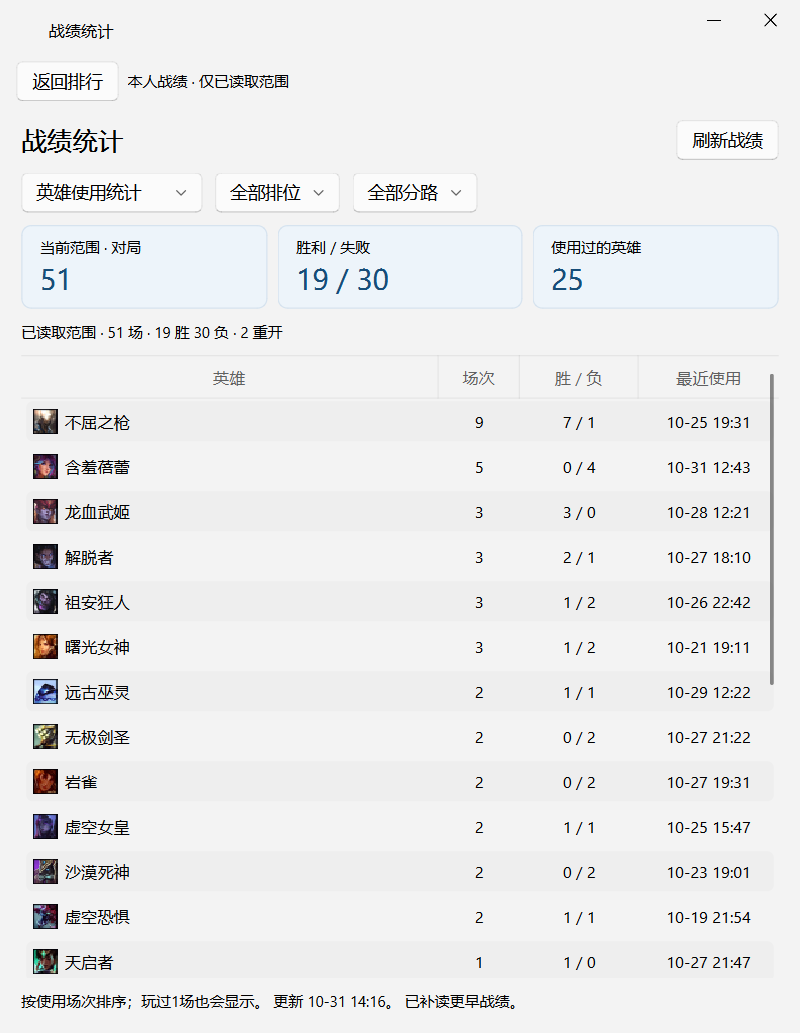 战绩统计
返回排行 本人战绩 · 仅已读取范围
战绩统计 刷新战绩
英雄使用统计 全部排位 全部分路
当前范围 · 对局 胜利 / 失败 使用过的英雄
51 19 / 30 25
已读取范围 · 51 场 · 19 胜 30 负 · 2 重开
英雄 场次 胜 / 负 最近使用
不屈之枪 9 7 / 1 10-25 19:31
含羞蓓蕾 5 0 / 4 10-31 12:43
龙血武姬 3 3 / 0 10-28 12:21
解脱者 3 2 / 1 10-27 18:10
祖安狂人 3 1 / 2 10-26 22:42
曙光女神 3 1 / 2 10-21 19:11
远古巫灵 2 1 / 1 10-29 12:22
无极剑圣 2 0 / 2 10-27 21:22
岩雀 2 0 / 2 10-27 19:31
虚空女皇 2 1 / 1 10-25 15:47
沙漠死神 2 0 / 2 10-23 19:01
虚空恐惧 2 1 / 1 10-19 21:54
天启者 1 1 / 0 10-27 21:47
按使用场次排序；玩过1场也会显示。 更新 10-31 14:16。 已补读更早战绩。